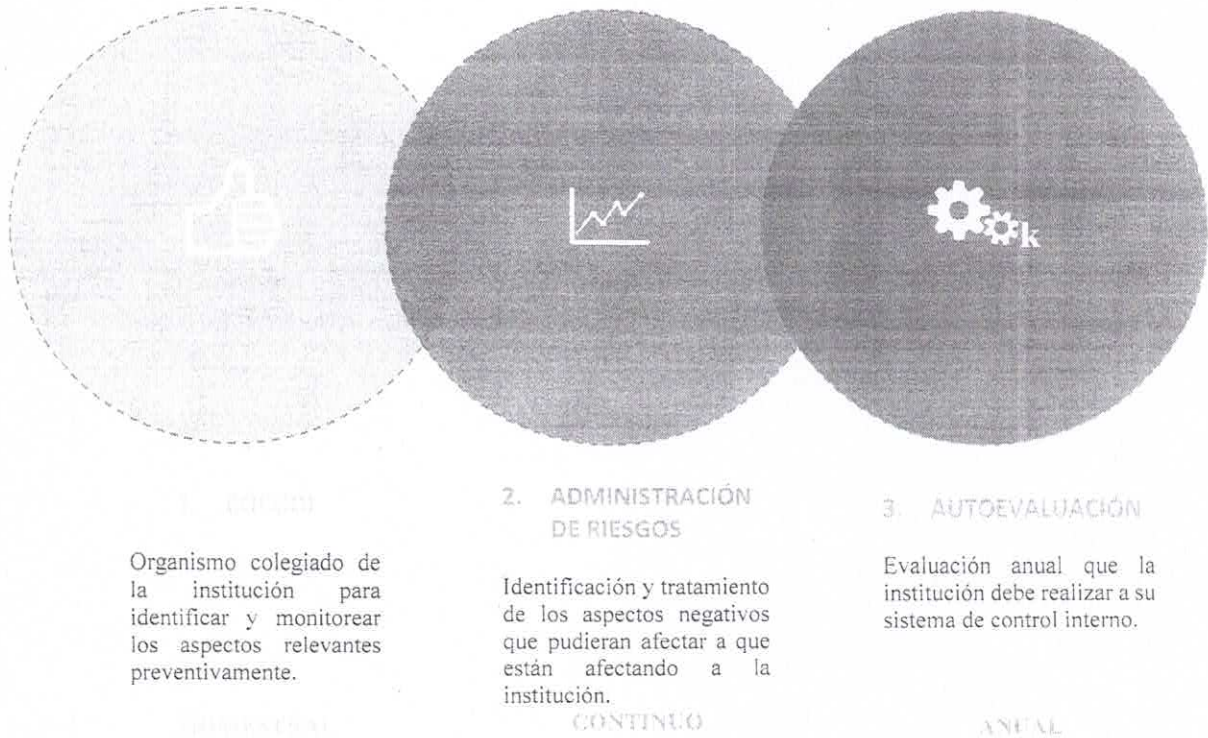 k
1.
Organismo colegiado de
la institución para
identificar y monitorear
los aspectos relevantes
preventivamente.
2. ADMINISTRACIÓN
DE RIESGOS
Identificación y tratamiento
de los aspectos negativos
que pudieran afectar a que
están afectando a la
institución.
CONTINUO
3. AUTOEVALUACIÓN
Evaluación anual que la
institución debe realizar a su
sistema de control interno.
ANUAL